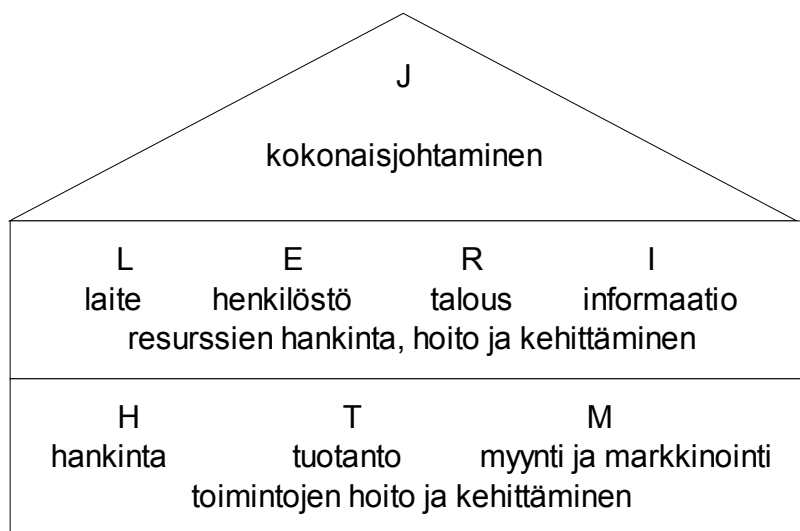 J
kokonaisjohtaminen
L E R I
laite henkilöstö talous informaatio
resurssien hankinta, hoito ja kehittäminen
H T M
hankinta tuotanto myynti ja markkinointi
toimintojen hoito ja kehittäminen